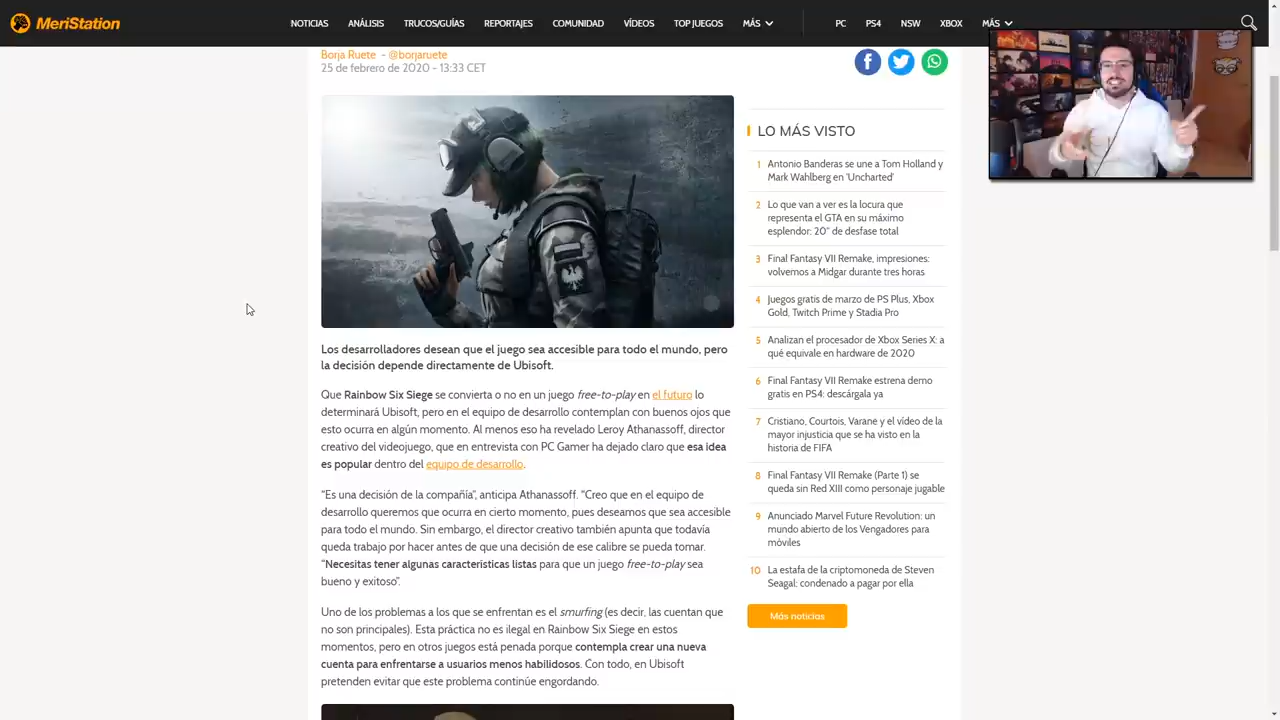 MeriStation
NOTICIAS ANÁLISIS TRUCOS/GUÍAS REPORTAJES COMUNIDAD VÍDEOS TOP JUEGOS MÁS PC PS4 NSW XBOX MÁS
Borja Ruete - @borjaruete
25 de febrero de 2020 - 13:33 CET
Los desarrolladores desean que el juego sea accesible para todo el mundo, pero
la decisión depende directamente de Ubisoft.
Que Rainbow Six Siege se convierta o no en un juego free-to-play en el futuro lo
determinará Ubisoft, pero en el equipo de desarrollo contemplan con buenos ojos que
esto ocurra en algún momento. Al menos eso ha revelado Leroy Athanassoff, director
creativo del videojuego, que en entrevista con PC Gamer ha dejado claro que esa idea
es popular dentro del equipo de desarrollo.
"Es una decisión de la compañía", anticipa Athanassoff. "Creo que en el equipo de
desarrollo queremos que ocurra en cierto momento, pues deseamos que sea accesible
para todo el mundo. Sin embargo, el director creativo también apunta que todavía
queda trabajo por hacer antes de que una decisión de ese calibre se pueda tomar.
"Necesitas tener algunas características listas para que un juego free-to-play sea
bueno y exitoso".
Uno de los problemas a los que se enfrentan es el smurfing (es decir, las cuentan que
no son principales). Esta práctica no es ilegal en Rainbow Six Siege en estos
momentos, pero en otros juegos está penada porque contempla crear una nueva
cuenta para enfrentarse a usuarios menos habilidosos. Con todo, en Ubisoft
pretenden evitar que este problema continúe engordando.
LO MÁS VISTO
1 Antonio Banderas se une a Tom Holland y
Mark Wahlberg en 'Uncharted'
2 Lo que van a ver es la locura que
representa el GTA en su máximo
esplendor: 20" de desfase total
3 Final Fantasy VII Remake, impresiones:
volvemos a Midgar durante tres horas
4 Juegos gratis de marzo de PS Plus, Xbox
Gold, Twitch Prime y Stadia Pro
5 Analizan el procesador de Xbox Series X: a
qué equivale en hardware de 2020
6 Final Fantasy VII Remake estrena demo
gratis en PS4: descárgala ya
7 Cristiano, Courtois, Varane y el vídeo de la
mayor injusticia que se ha visto en la
historia de FIFA
8 Final Fantasy VII Remake (Parte 1) se
queda sin Red XIII como personaje jugable
9 Anunciado Marvel Future Revolution: un
mundo abierto de los Vengadores para
móviles
10 La estafa de la criptomoneda de Steven
Seagal: condenado a pagar por ella
Más noticias